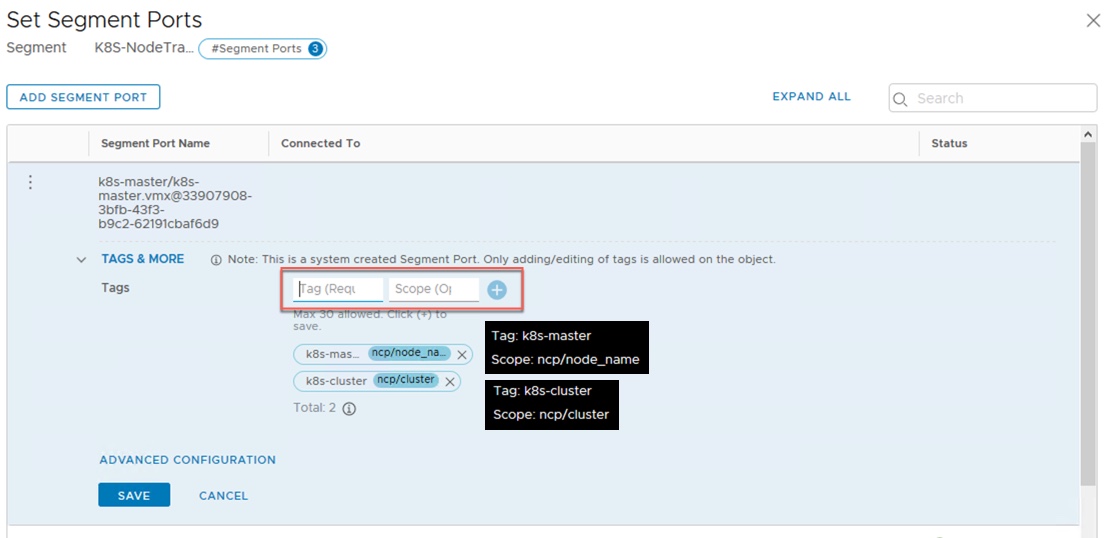 Set Segment Ports
Segment K8S-NodeTra... #Segment Ports 3
ADD SEGMENT PORT EXPAND ALL Search
Segment Port Name Connected To Status
k8s-master/k8s-
master.vmx@33907908-
3bfb-43f3-
b9c2-62191cbaf6d9
TAGS & MORE Note: This is a system created Segment Port. Only adding/editing of tags is allowed on the object.
Tags Tag (Requ Scope (Op
Max 30 allowed. Click (+) to
save.
k8s-mas... ncp/node_na...
Tag: k8s-master
Scope: ncp/node_name
k8s-cluster ncp/cluster
Tag: k8s-cluster
Scope: ncp/cluster
Total: 2
ADVANCED CONFIGURATION
SAVE CANCEL